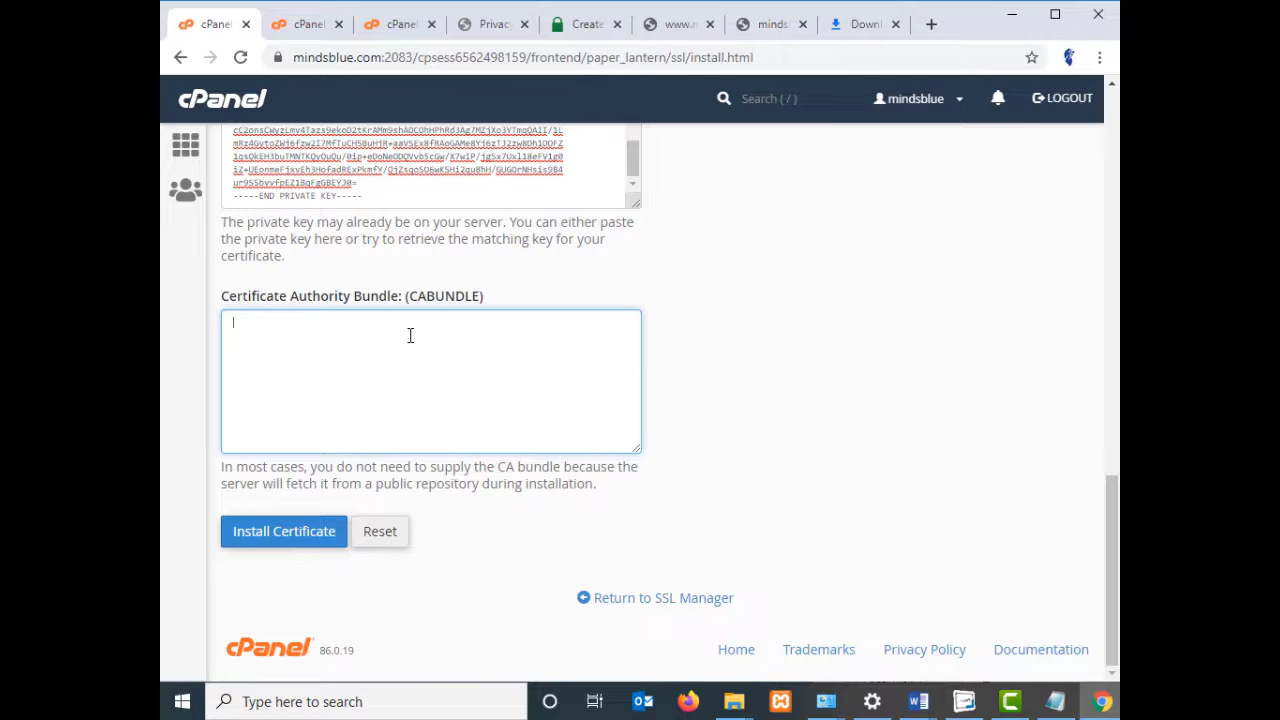 cPanel
cPanel
cPanel
Privac
Create
www.m
minds
Downl
mindsblue.com:2083/cpsess6562498159/frontend/paper_lantern/ssl/install.html
cPanel
Search ( / )
mindsblue
LOGOUT
-----END PRIVATE KEY-----
The private key may already be on your server. You can either paste
the private key here or try to retrieve the matching key for your
certificate.
Certificate Authority Bundle: (CABUNDLE)
In most cases, you do not need to supply the CA bundle because the
server will fetch it from a public repository during installation.
Install Certificate
Reset
Return to SSL Manager
cPanel
86.0.19
Home
Trademarks
Privacy Policy
Documentation
Type here to search